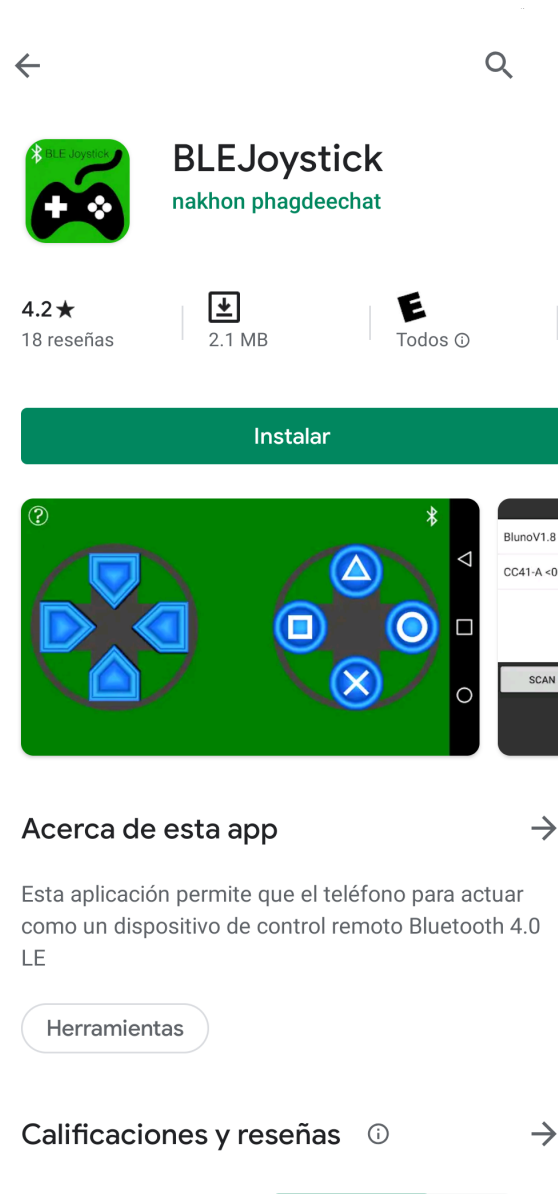 BLE Joystick
BLEJoystick
nakhon phagdeechat
4.2★
18 reseñas
2.1 MB
E
Todos
Instalar
?
BlunoV1.8
CC41-A <0
SCAN
Acerca de esta app
Esta aplicación permite que el teléfono para actuar
como un dispositivo de control remoto Bluetooth 4.0
LE
Herramientas
Calificaciones y reseñas